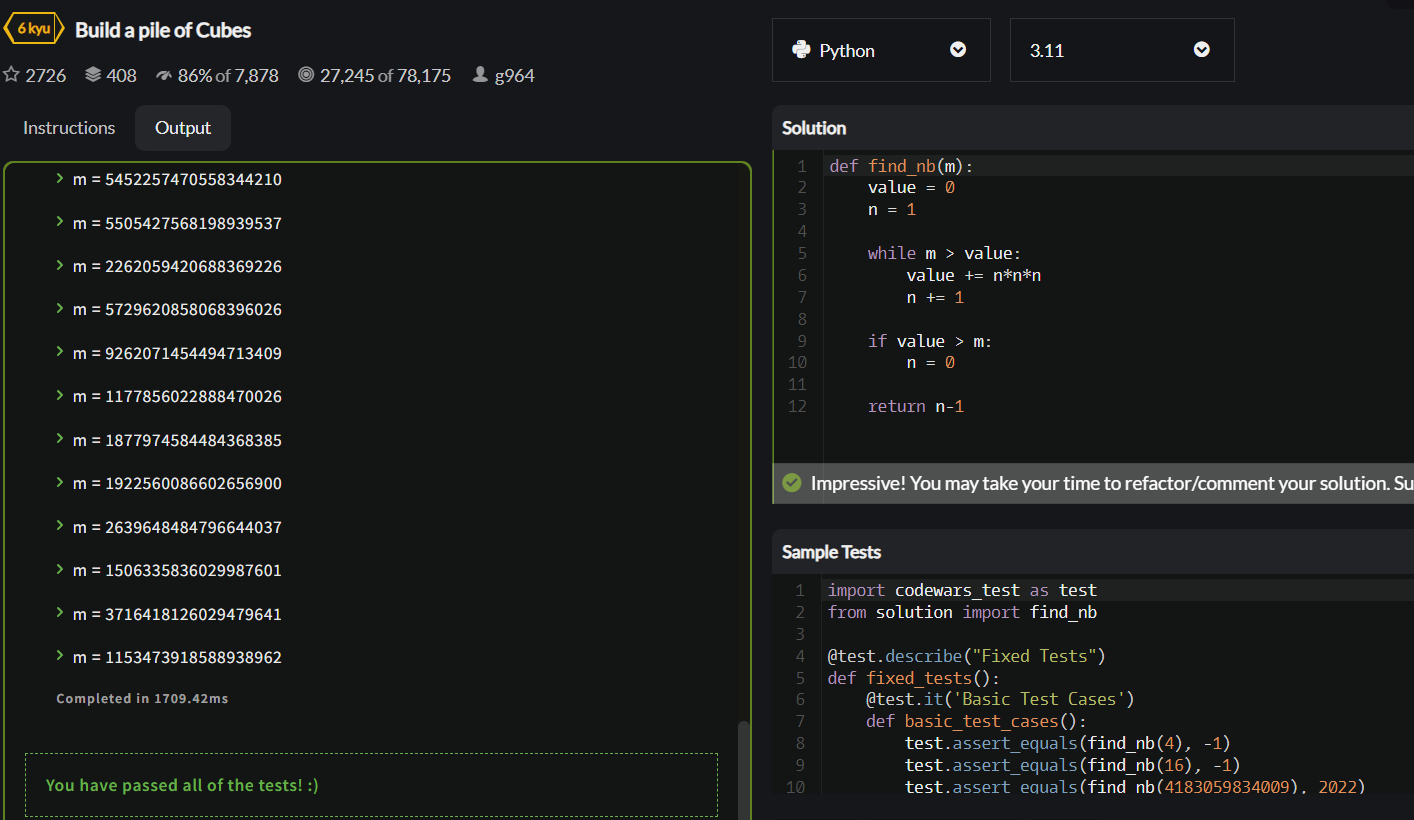 6 kyu Build a pile of Cubes
2726 408 86% of 7,878 27,245 of 78,175 g964
Instructions Output
m = 5452257470558344210
m = 5505427568198939537
m = 2262059420688369226
m = 5729620858068396026
m = 9262071454494713409
m = 1177856022888470026
m = 1877974584484368385
m = 1922560086602656900
m = 2639648484796644037
m = 1506335836029987601
m = 3716418126029479641
m = 1153473918588938962
Completed in 1709.42ms
You have passed all of the tests! :)
Python 3.11
Solution
1 def find_nb(m):
2     value = 0
3     n = 1
4
5     while m > value:
6         value += n*n*n
7         n += 1
8
9     if value > m:
10         n = 0
11
12     return n-1
Impressive! You may take your time to refactor/comment your solution. Su
Sample Tests
1 import codewars_test as test
2 from solution import find_nb
3
4 @test.describe("Fixed Tests")
5 def fixed_tests():
6     @test.it('Basic Test Cases')
7     def basic_test_cases():
8         test.assert_equals(find_nb(4), -1)
9         test.assert_equals(find_nb(16), -1)
10         test.assert_equals(find_nb(4183059834009), 2022)